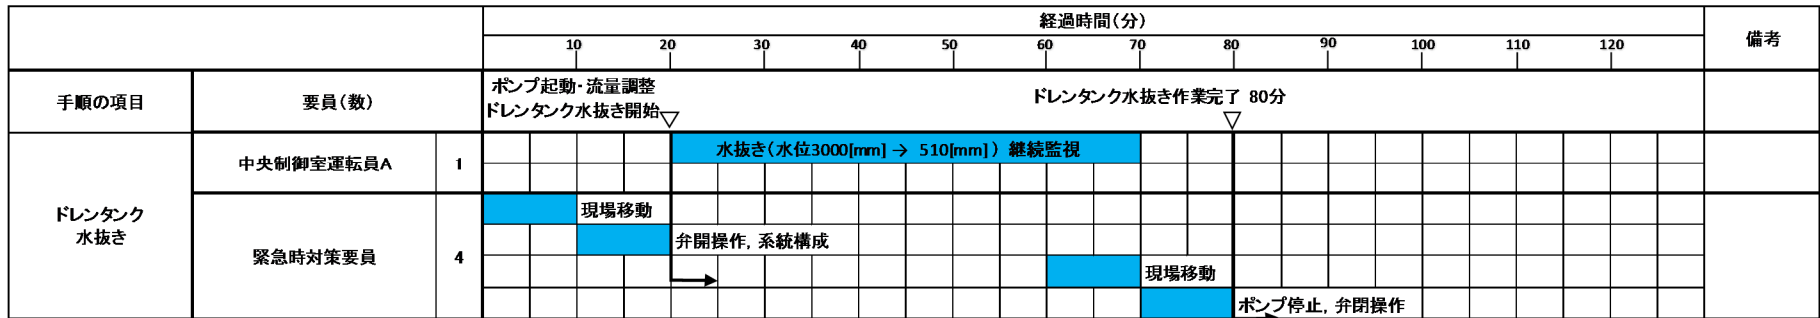 経過時間(分)
備考
10 20 30 40 50 60 70 80 90 100 110 120
手順の項目
要員(数)
ポンプ起動・流量調整
ドレンタンク水抜き開始
ドレンタンク水抜き作業完了 80分
中央制御室運転員A
1
水抜き(水位3000[mm] → 510[mm]) 継続監視
ドレンタンク
水抜き
緊急時対策要員
4
現場移動
弁開操作, 系統構成
現場移動
ポンプ停止, 弁閉操作